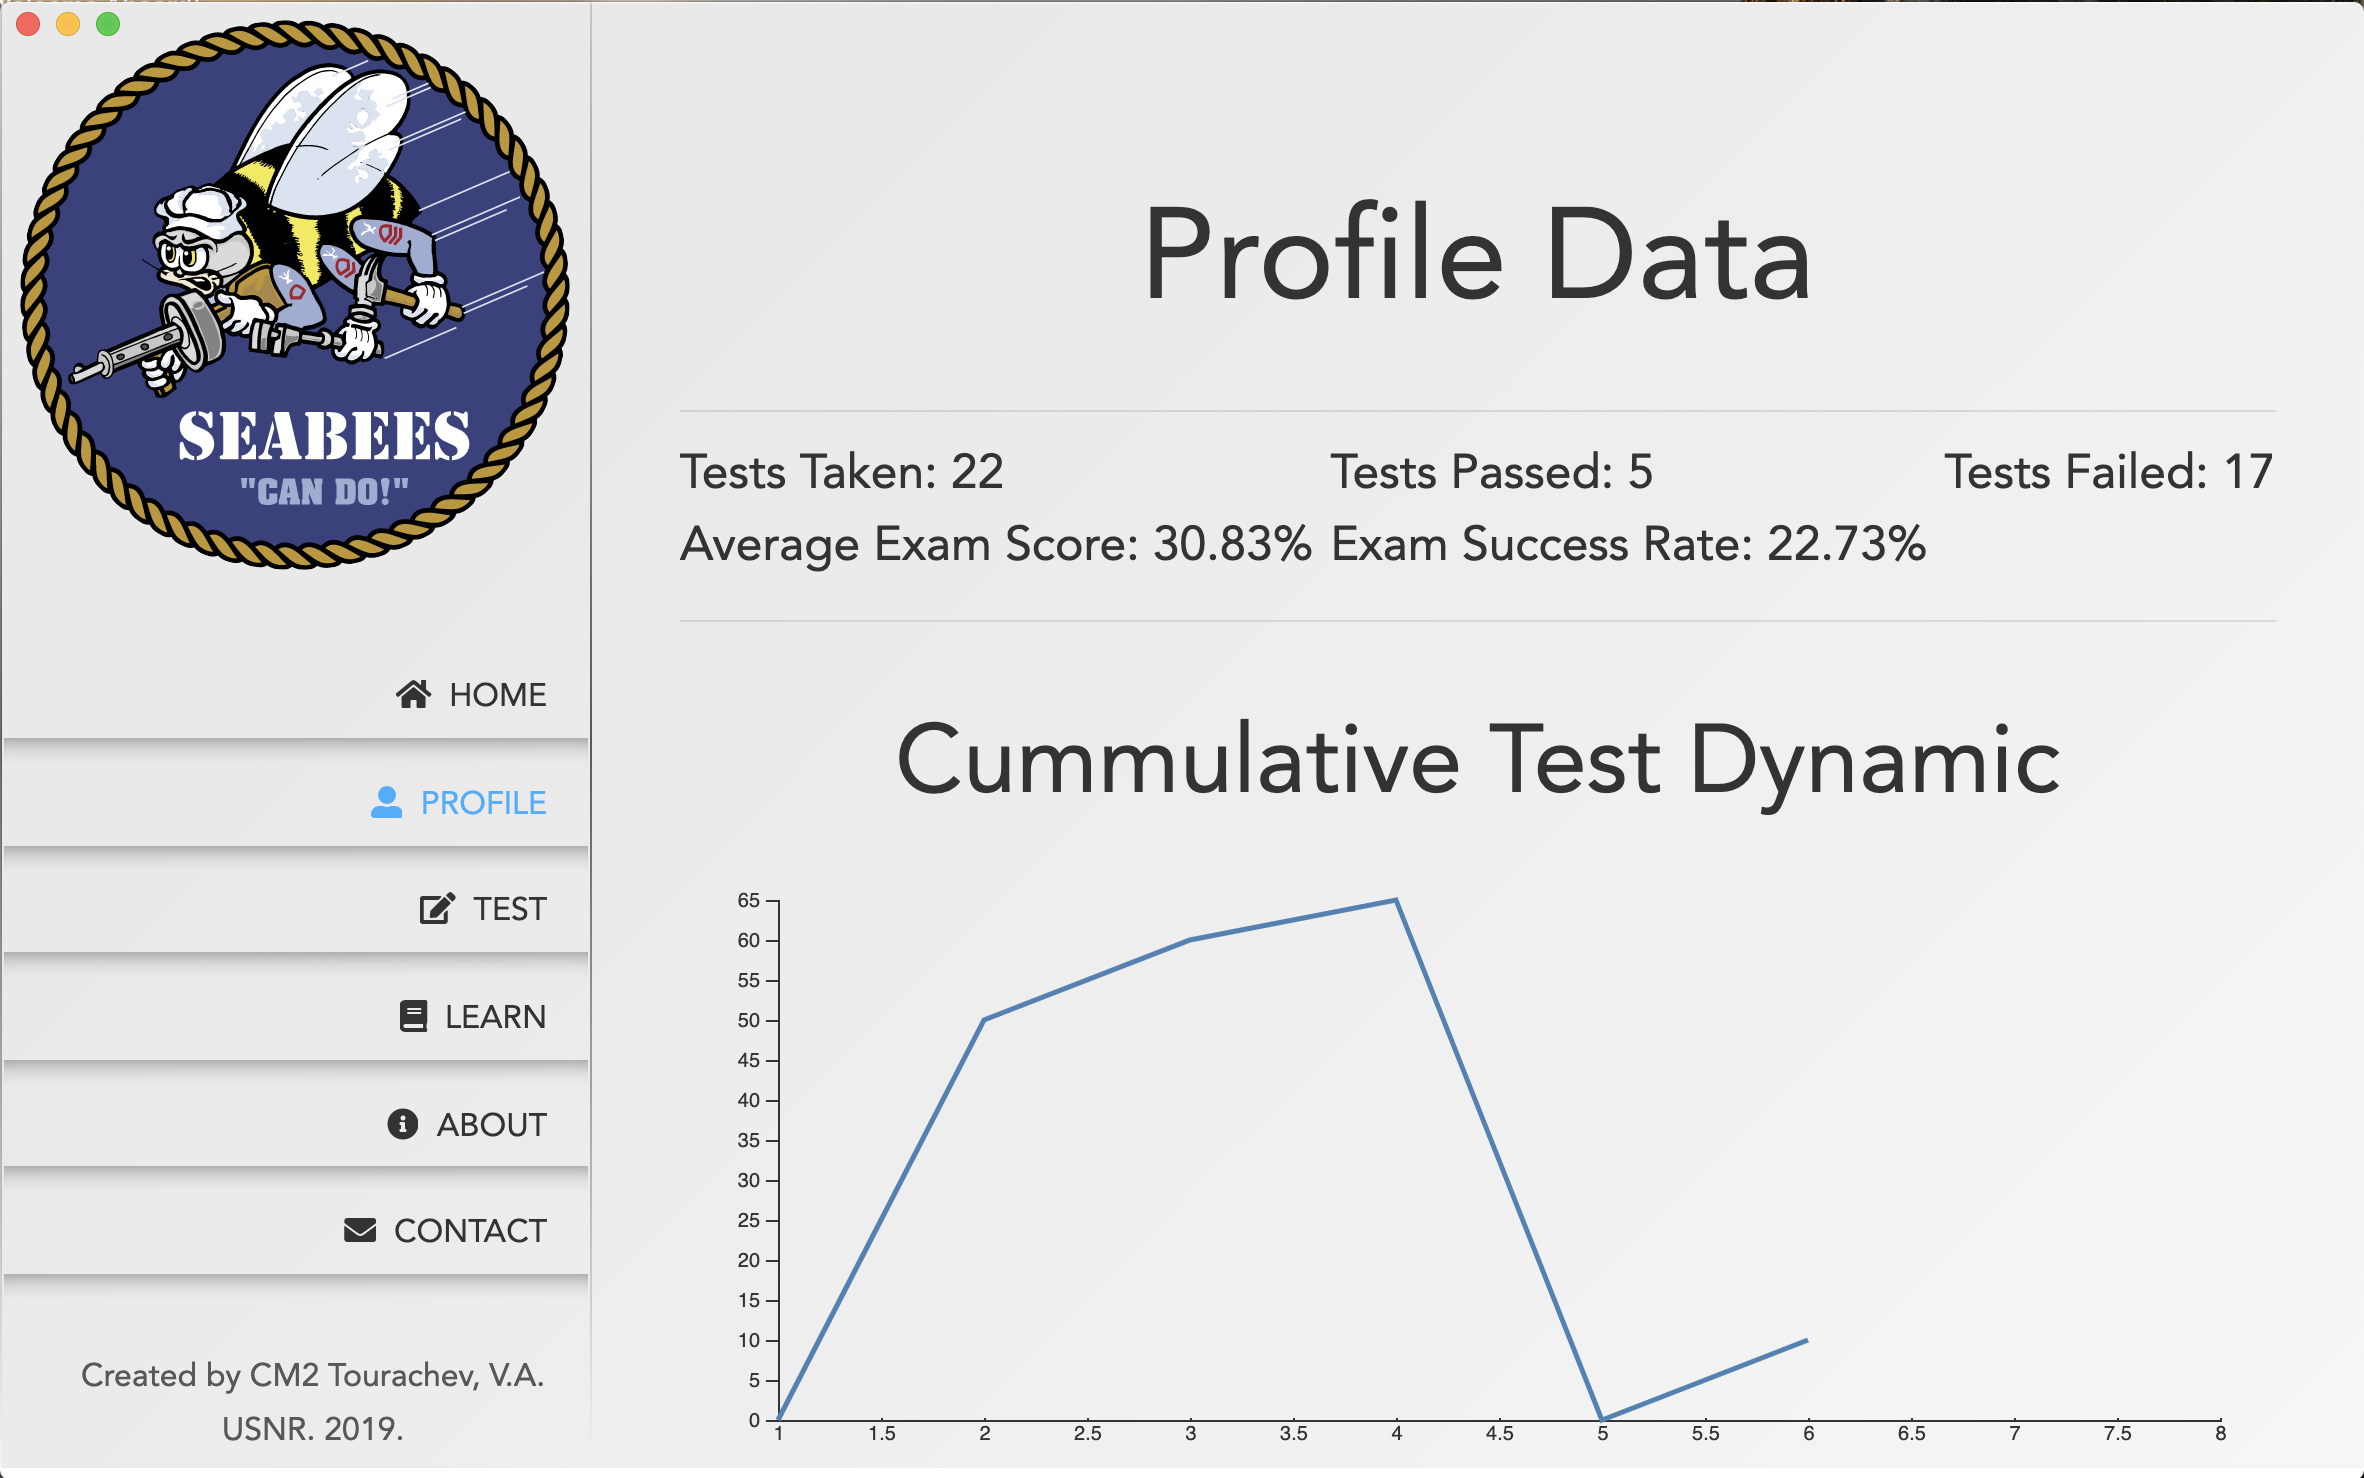 SEABEES
"CAN DO!"
HOME
PROFILE
TEST
LEARN
ABOUT
CONTACT
Created by CM2 Tourachev, V.A.
USNR. 2019.
Profile Data
Tests Taken: 22 Tests Passed: 5 Tests Failed: 17
Average Exam Score: 30.83% Exam Success Rate: 22.73%
Cummulative Test Dynamic
65
60
55
50
45
40
35
30
25
20
15
10
5
0
1 1.5 2 2.5 3 3.5 4 4.5 5 5.5 6 6.5 7 7.5 8